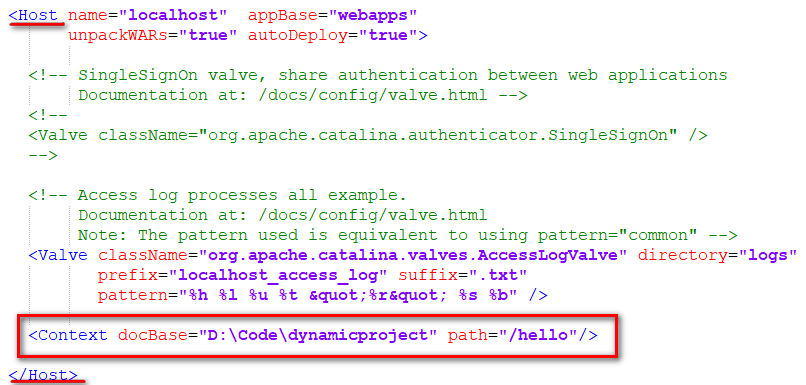 <Host name="localhost"  appBase="webapps"
      unpackWARs="true" autoDeploy="true">
  <!-- SingleSignOn valve, share authentication between web applications
       Documentation at: /docs/config/valve.html -->
  <!--
  <Valve className="org.apache.catalina.authenticator.SingleSignOn" />
  -->
  <!-- Access log processes all example.
       Documentation at: /docs/config/valve.html
       Note: The pattern used is equivalent to using pattern="common" -->
  <Valve className="org.apache.catalina.valves.AccessLogValve" directory="logs"
         prefix="localhost_access_log" suffix=".txt"
         pattern="%h %l %u %t &quot;%r&quot; %s %b" />
  <Context docBase="D:\Code\dynamicproject" path="/hello"/>
</Host>